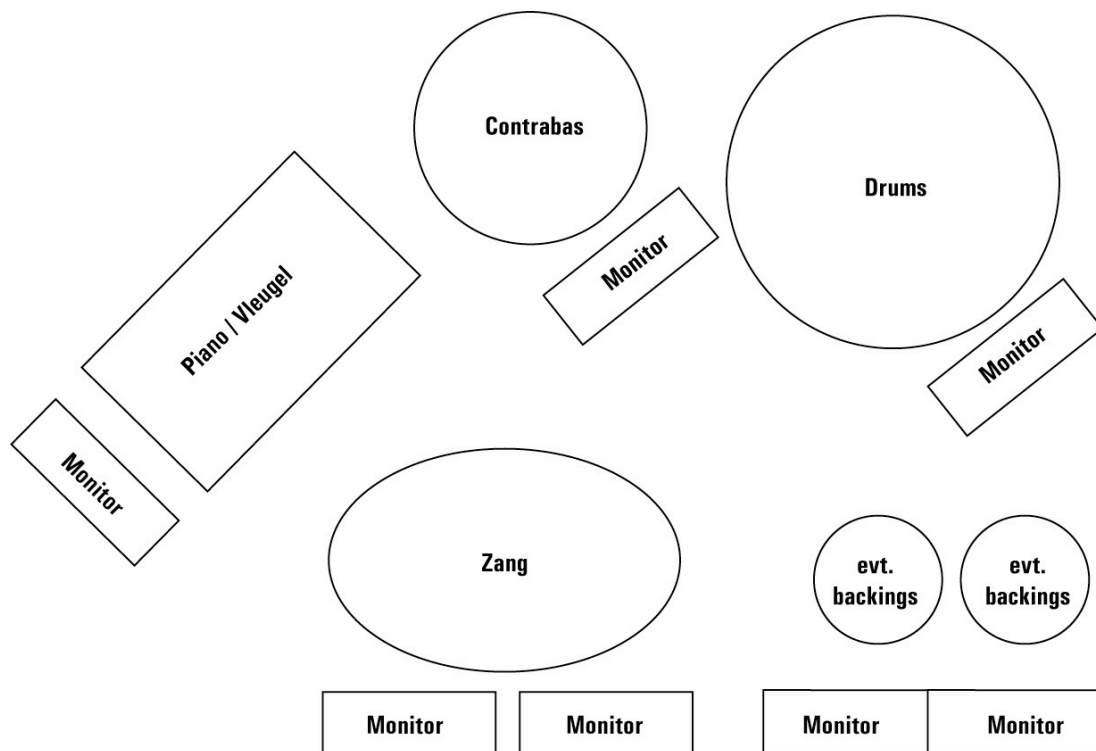 Contrabas
Drums
Monitor
Piano / Vleugel
Monitor
Monitor
Zang
evt.
backings
evt.
backings
Monitor
Monitor
Monitor
Monitor